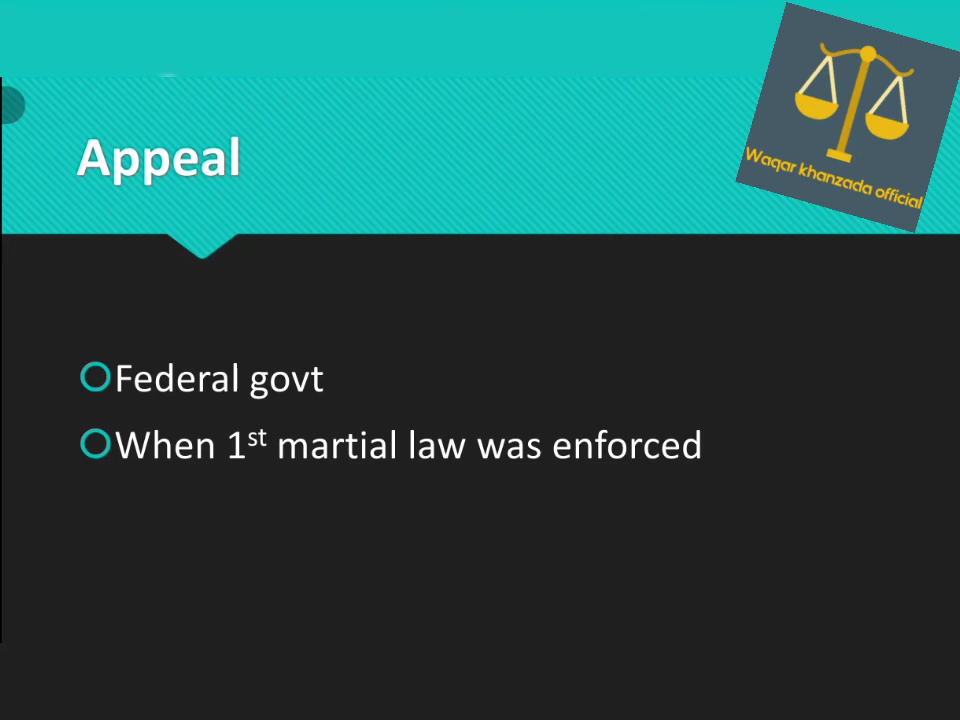 Appeal
Waqar khanzada official
Federal govt
When 1st martial law was enforced